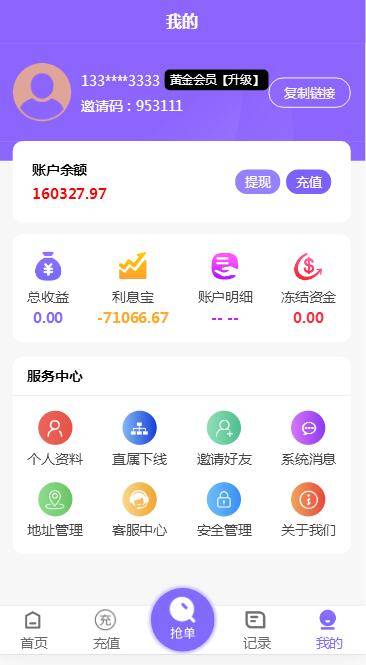 我的
133****3333 黄金会员【升级】
邀请码：953111
复制链接
账户余额
160327.97
提现 充值
总收益 利息宝 账户明细 冻结资金
0.00 -71066.67 -- -- 0.00
服务中心
个人资料 直属下线 邀请好友 系统消息
地址管理 客服中心 安全管理 关于我们
充
首页 充值 抢单 记录 我的